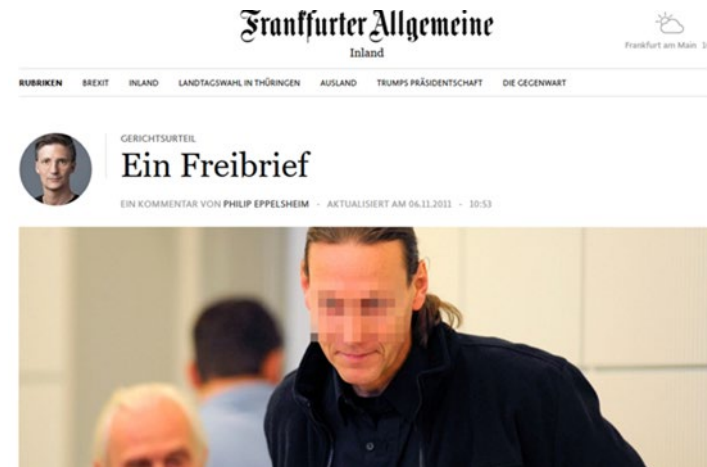 Frankfurter Allgemeine
Inland
Frankfurt am Main
RUBRIKEN BREXIT INLAND LANDTAGSWAHL IN THÜRINGEN AUSLAND TRUMPS PRÄSIDENTSCHAFT DIE GEGENWART
GERICHTSURTEIL
Ein Freibrief
EIN KOMMENTAR VON PHILIP EPPELSHEIM - AKTUALISIERT AM 06.11.2011 - 10:53